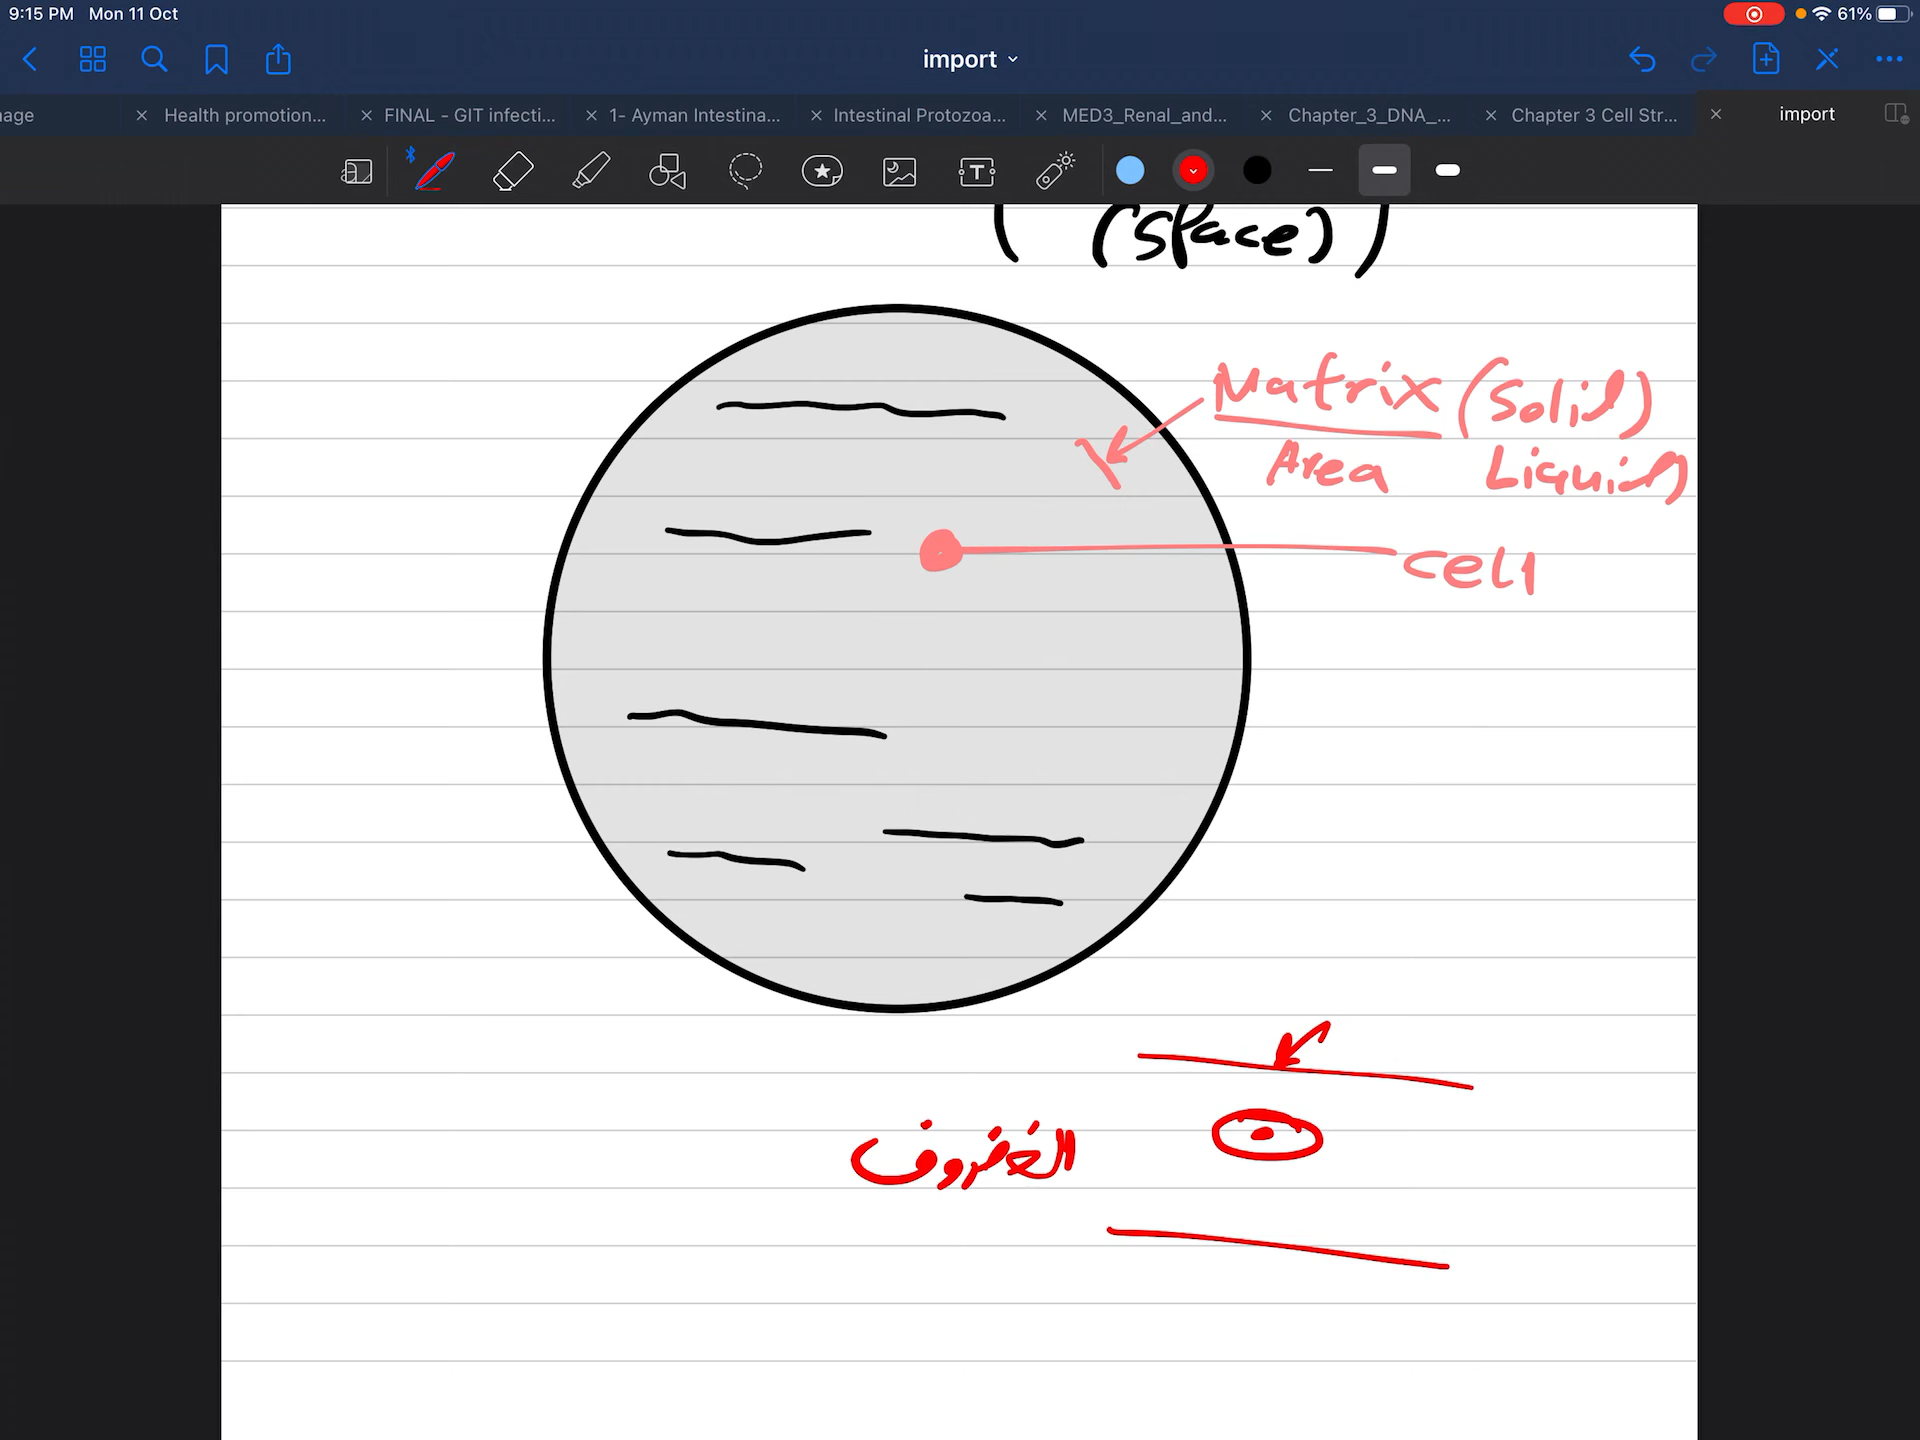 9:15 PM Mon 11 Oct 61%
import
nage Health promotion... FINAL - GIT infecti... 1- Ayman Intestina... Intestinal Protozoa... MED3_Renal_and... Chapter_3_DNA_... Chapter 3 Cell Str... import
T
( (Space) )
Matrix (Solid)
Area Liquid
Cell
الغضروف